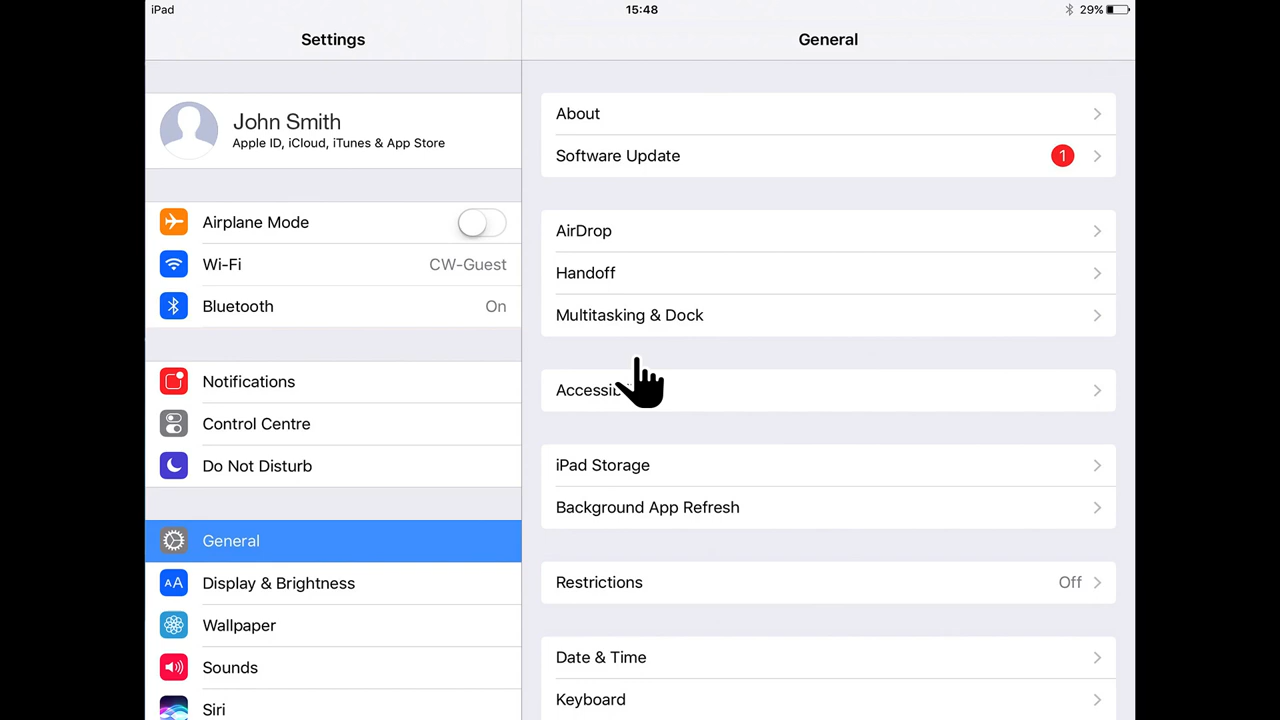 iPad 15:48 29%
Settings
General
John Smith
Apple ID, iCloud, iTunes & App Store
Airplane Mode
Wi-Fi CW-Guest
Bluetooth On
Notifications
Control Centre
Do Not Disturb
General
Display & Brightness
Wallpaper
Sounds
Siri
About
Software Update 1
AirDrop
Handoff
Multitasking & Dock
iPad Storage
Background App Refresh
Restrictions Off
Date & Time
Keyboard